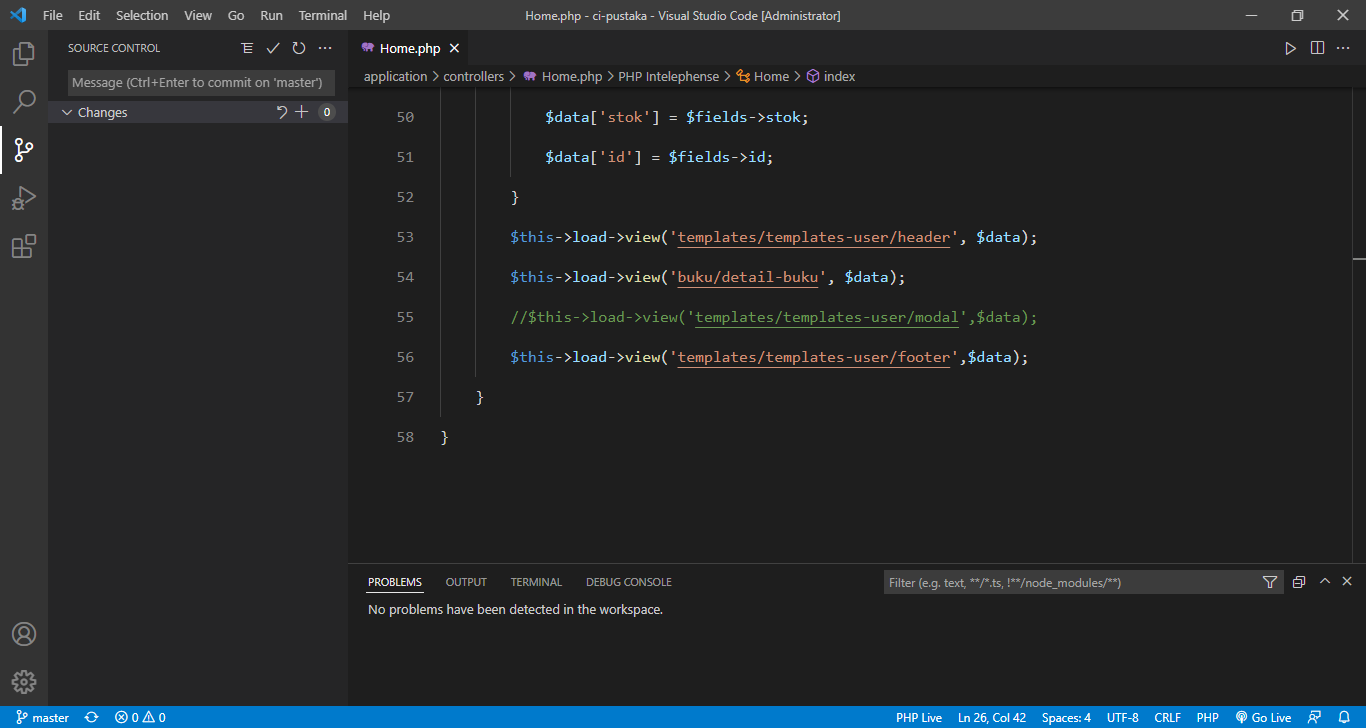 File Edit Selection View Go Run Terminal Help Home.php - ci-pustaka - Visual Studio Code [Administrator]
SOURCE CONTROL
Message (Ctrl+Enter to commit on 'master')
Changes 0
Home.php
application > controllers > Home.php > PHP Intelephense > Home > index
50 $data['stok'] = $fields->stok;
51 $data['id'] = $fields->id;
52 }
53 $this->load->view('templates/templates-user/header', $data);
54 $this->load->view('buku/detail-buku', $data);
55 //$this->load->view('templates/templates-user/modal',$data);
56 $this->load->view('templates/templates-user/footer',$data);
57 }
58 }
PROBLEMS OUTPUT TERMINAL DEBUG CONSOLE Filter (e.g. text, **/*.ts, !**/node_modules/**)
No problems have been detected in the workspace.
master 0 0 PHP Live Ln 26, Col 42 Spaces: 4 UTF-8 CRLF PHP Go Live